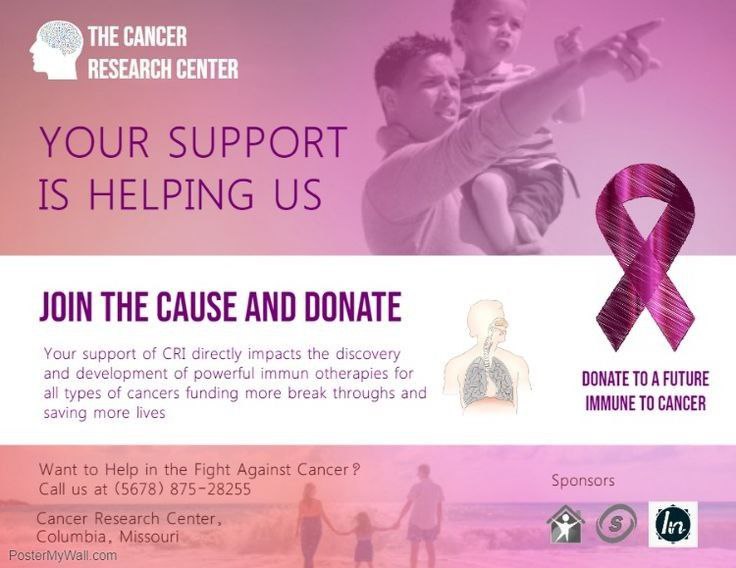 THE CANCER
RESEARCH CENTER
YOUR SUPPORT
IS HELPING US
JOIN THE CAUSE AND DONATE
Your support of CRI directly impacts the discovery
and development of powerful immun otherapies for
all types of cancers funding more break throughs and
saving more lives
DONATE TO A FUTURE
IMMUNE TO CANCER
Want to Help in the Fight Against Cancer?
Call us at (5678) 875-28255
Cancer Research Center,
Columbia, Missouri
Sponsors
S
In
PosterMyWall.com